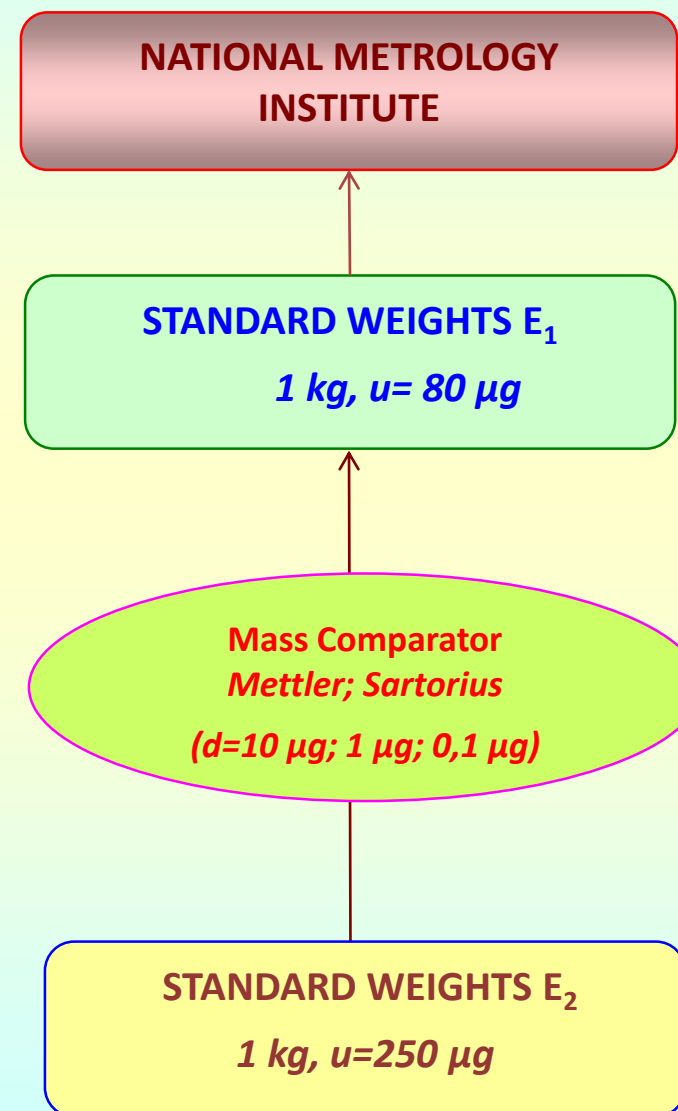 NATIONAL METROLOGY
INSTITUTE
STANDARD WEIGHTS E₁
1 kg, u= 80 µg
Mass Comparator
Mettler; Sartorius
(d=10 µg; 1 µg; 0,1 µg)
STANDARD WEIGHTS E₂
1 kg, u=250 µg